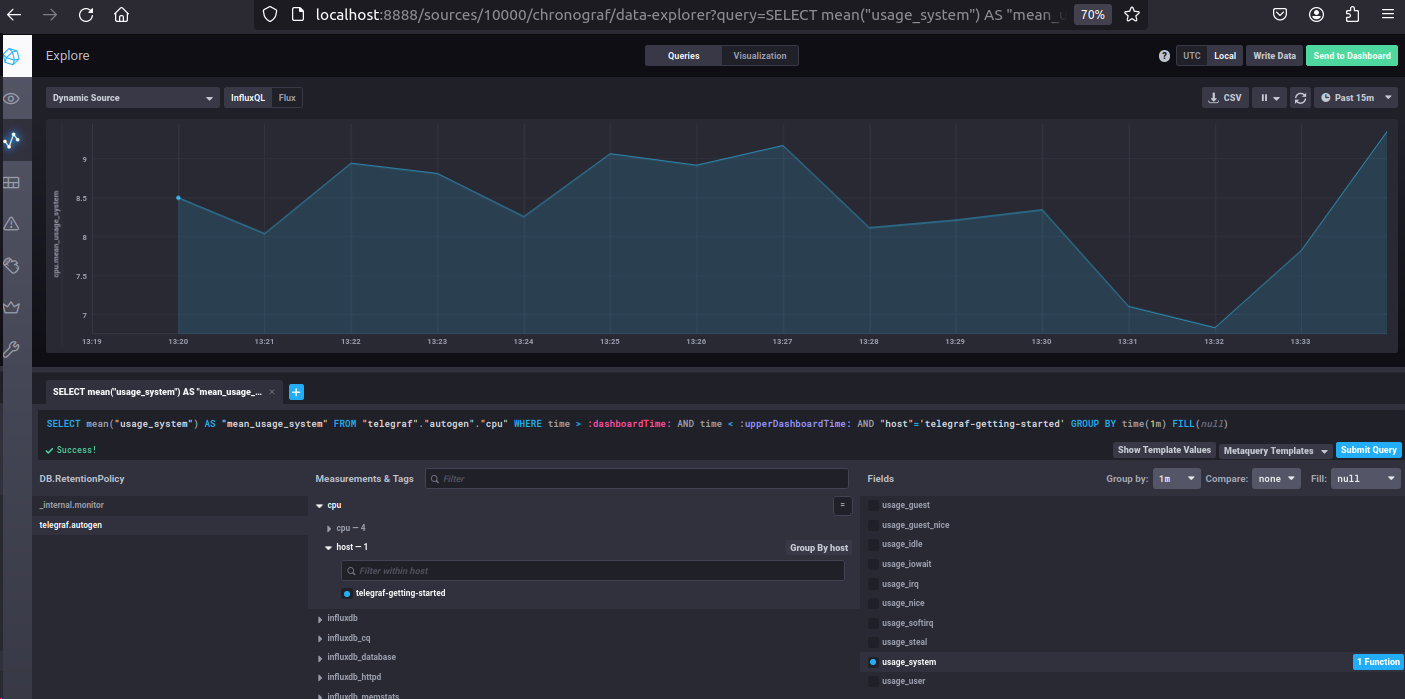 localhost:8888/sources/10000/chronograf/data-explorer?query=SELECT mean("usage_system") AS "mean_u
70%
Explore
Queries
Visualization
?
UTC
Local
Write Data
Send to Dashboard
Dynamic Source
InfluxQL
Flux
CSV
Past 15m
cpu.mean_usage_system
9
8.5
8
7.5
7
13:19 13:20 13:21 13:22 13:23 13:24 13:25 13:26 13:27 13:28 13:29 13:30 13:31 13:32 13:33
SELECT mean("usage_system") AS "mean_usage_... ×
+
SELECT mean("usage_system") AS "mean_usage_system" FROM "telegraf"."autogen"."cpu" WHERE time > :dashboardTime: AND time < :upperDashboardTime: AND "host"='telegraf-getting-started' GROUP BY time(1m) FILL(null)
Success!
Show Template Values
Metaquery Templates
Submit Query
DB.RetentionPolicy
_internal.monitor
telegraf.autogen
Measurements & Tags
Filter
cpu
=
cpu — 4
host — 1
Group By host
Filter within host
telegraf-getting-started
influxdb
influxdb_cq
influxdb_database
influxdb_httpd
influxdb_memstats
Fields
Group by: 1m
Compare: none
Fill: null
usage_guest
usage_guest_nice
usage_idle
usage_iowait
usage_irq
usage_nice
usage_softirq
usage_steal
usage_system
1 Function
usage_user